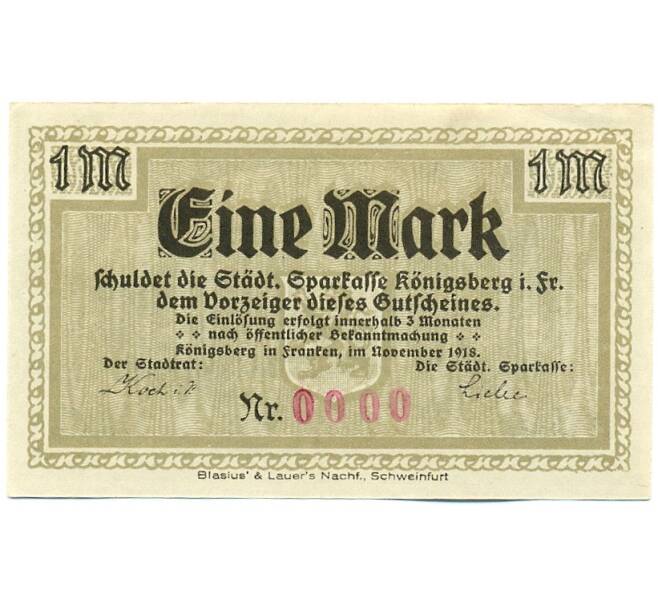 1 M 1 M
Eine Mark
schuldet die Städt. Sparkasse Königsberg i. Fr.
dem Vorzeiger dieses Gutscheines.
Die Einlösung erfolgt innerhalb 3 Monaten
nach öffentlicher Bekanntmachung
Königsberg in Franken, im November 1918.
Der Stadtrat: Die Städt. Sparkasse:
Nr. 0000
Blasius' & Lauer's Nachf., Schweinfurt